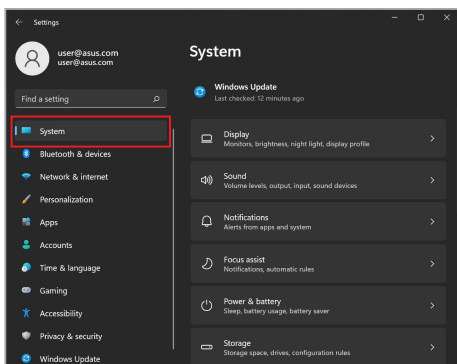 Settings
user@asus.com
user@asus.com
Find a setting
System
Bluetooth & devices
Network & internet
Personalization
Apps
Accounts
Time & language
Gaming
Accessibility
Privacy & security
Windows Update
System
Windows Update
Last checked: 12 minutes ago
Display
Monitors, brightness, night light, display profile
Sound
Volume levels, output, input, sound devices
Notifications
Alerts from apps and system
Focus assist
Notifications, automatic rules
Power & battery
Sleep, battery usage, battery saver
Storage
Storage space, drives, configuration rules